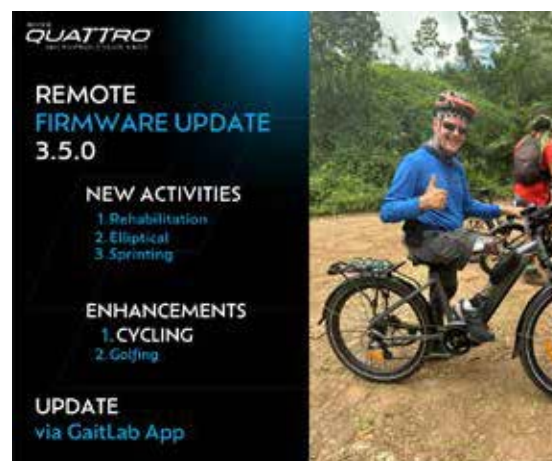 QUATTRO
REMOTE
FIRMWARE UPDATE
3.5.0
NEW ACTIVITIES
1. Rehabilitation
2. Elliptical
3. Sprinting
ENHANCEMENTS
1. CYCLING
2. Golfing
UPDATE
via GaitLab App